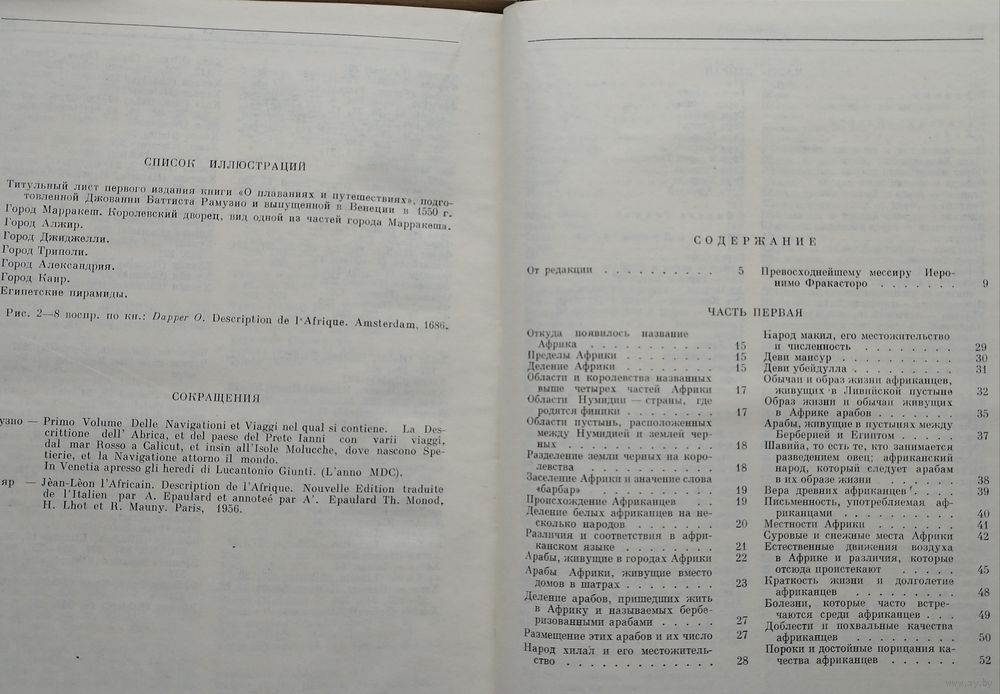 СПИСОК ИЛЛЮСТРАЦИЙ
Титульный лист первого издания книги «О плаваниях и путешествиях», подго-
товленной Джованни Баттиста Рамузио и выпущенной в Венеции в 1550 г.
Город Марракеш. Королевский дворец, вид одной из частей города Марракеша.
Город Алжир.
Город Джиджелли.
Город Триполи.
Город Александрия.
Город Каир.
Египетские пирамиды.
Рис. 2—8 воспр. по кн.: Dapper O. Description de l'Afrique. Amsterdam, 1686.
СОКРАЩЕНИЯ
узио — Primo Volume Delle Navigationi et Viaggi nel qual si contiene. La Des-
crittione dell' Abrica, et del paese del Prete Ianni con varii viaggi,
dal mar Rosso a Calicut, et insin all'Isole Molucche, dove nascono Spe-
tierie, et la Navigatione attorno il mondo.
In Venetia apresso gli heredi di Lucantonio Giunti. (L'anno MDC).
яр — Jèan-Lèon l'Africain. Description de l'Afrique. Nouvelle Edition traduite
de l'Italien par A. Epaulard et annoteé par A'. Epaulard Th. Monod,
H. Lhot et R. Mauny. Paris, 1956.
СОДЕРЖАНИЕ
От редакции . . . . . . . . . . 5
Превосходнейшему мессиру Иеро-
нимо Фракасторо . . . . . . . 9
ЧАСТЬ ПЕРВАЯ
Откуда появилось название
Африка . . . . . . . . . . . 15
Пределы Африки . . . . . . . . 15
Деление Африки . . . . . . . . 15
Области и королевства названных
выше четырех частей Африки 17
Области Нумидии — страны, где
родятся финики . . . . . . . . 17
Области пустынь, расположенных
между Нумидией и землей чер-
ных . . . . . . . . . . . . . 18
Разделение земли черных на коро-
левства . . . . . . . . . . . 18
Заселение Африки и значение слова
«барбар» . . . . . . . . . . 19
Происхождение Африканцев . . 19
Деление белых африканцев на не-
сколько народов . . . . . . . 20
Различия и соответствия в афри-
канском языке . . . . . . . . 21
Арабы, живущие в городах Африки 22
Арабы Африки, живущие вместо
домов в шатрах . . . . . . . . 23
Деление арабов, пришедших жить
в Африку и называемых бербе-
ризованными арабами . . . . . 27
Размещение этих арабов и их число 27
Народ хилал и его местожитель-
ство . . . . . . . . . . . . . 28
Народ макил, его местожительство
и численность . . . . . . . . 29
Деви мансур . . . . . . . . . . 30
Деви убейдулла . . . . . . . . . 31
Обычаи и образ жизни африканцев,
живущих в Ливийской пустыне 32
Образ жизни и обычаи живущих
в Африке арабов . . . . . . . 35
Арабы, живущие в пустынях между
Берберией и Египтом . . . . . 37
Шавийа, то есть те, кто занимается
разведением овец; африканский
народ, который следует арабам
в их образе жизни . . . . . . 38
Вера древних африканцев . . . . 39
Письменность, употребляемая аф-
риканцами . . . . . . . . . . 40
Местности Африки . . . . . . . 41
Суровые и снежные места Африки 42
Естественные движения воздуха
в Африке и различия, которые
отсюда проистекают . . . . . 45
Краткость жизни и долголетие
африканцев . . . . . . . . . 48
Болезни, которые часто встре-
чаются среди африканцев . . . 49
Доблести и похвальные качества
африканцев . . . . . . . . . 50
Пороки и достойные порицания ка-
чества африканцев . . . . . . 52
www.ay.by